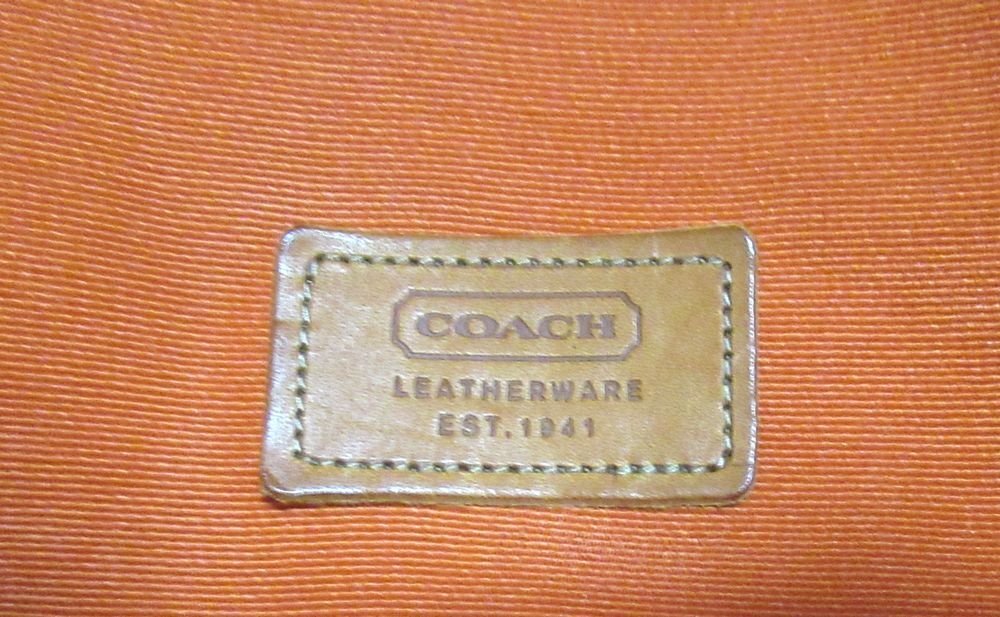 COACH
LEATHERWARE
EST. 1941